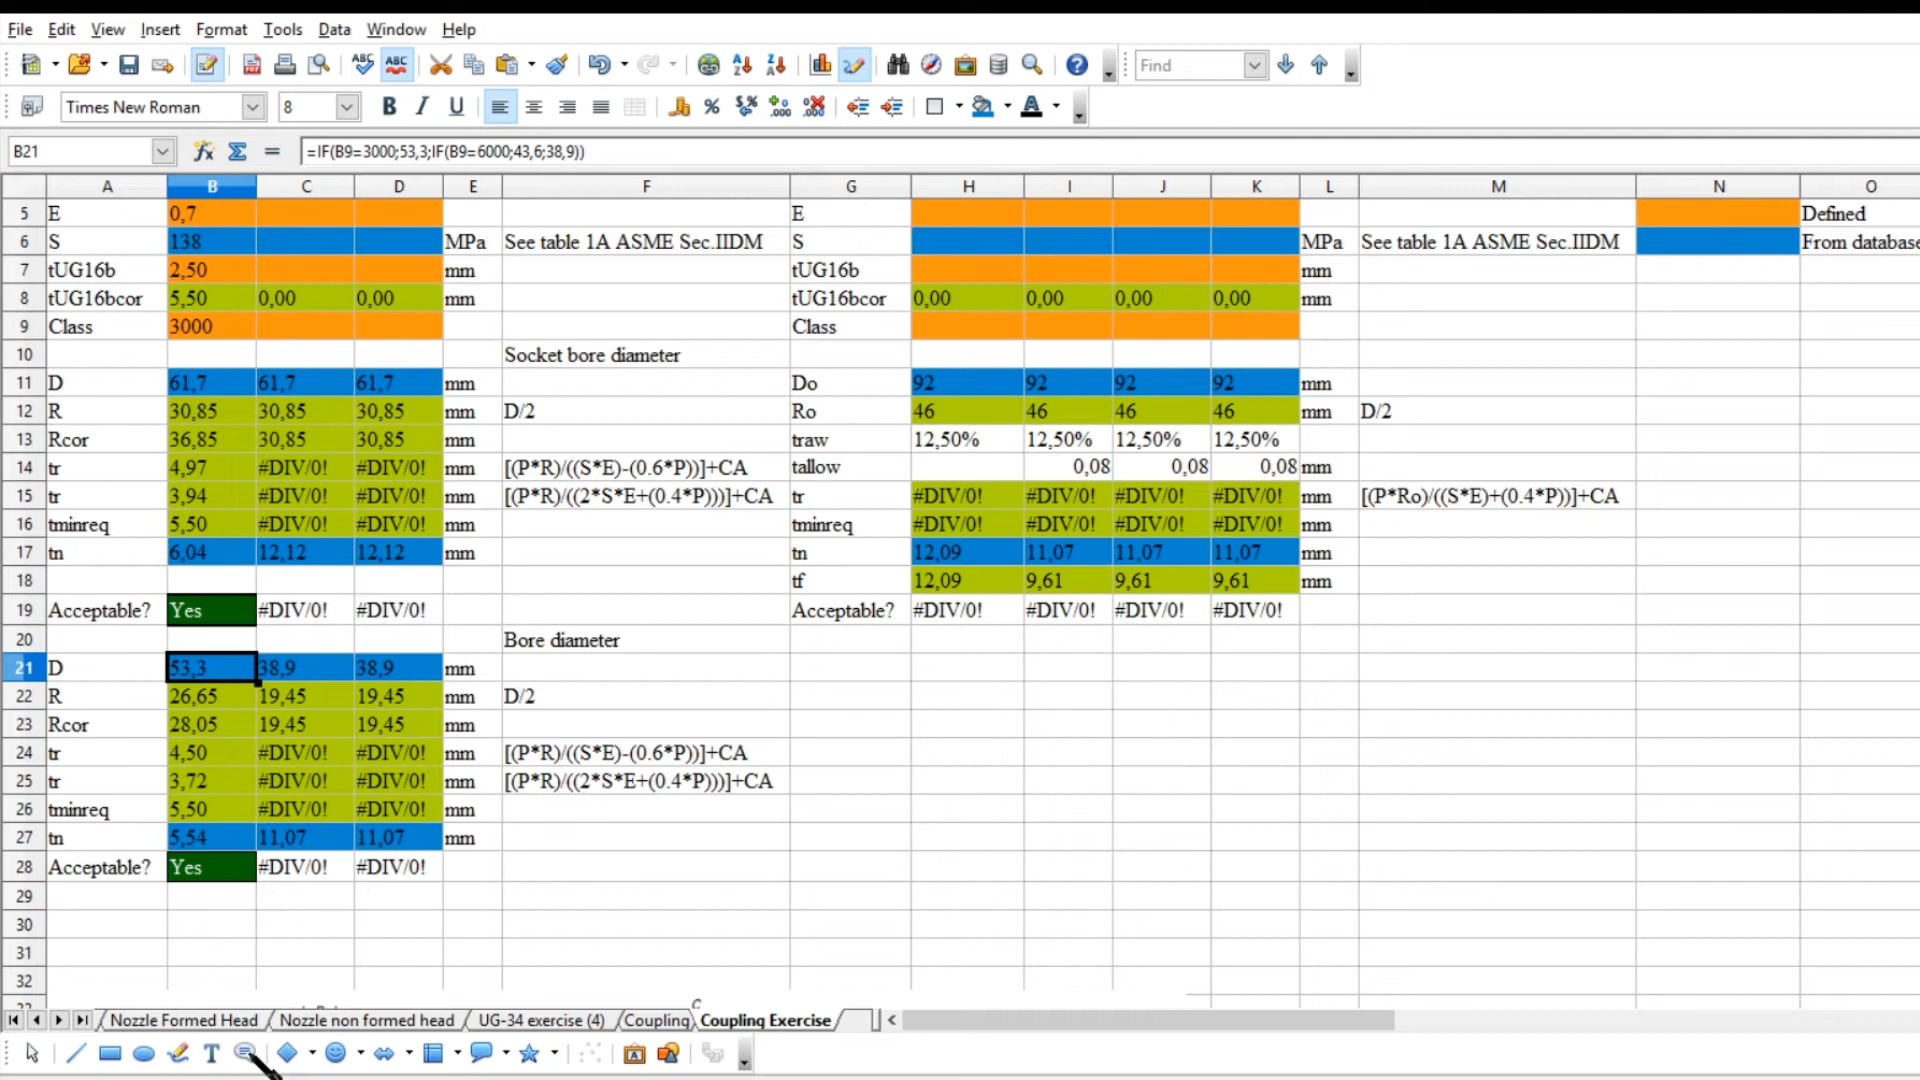 File Edit View Insert Format Tools Data Window Help
Find
Times New Roman 8
B21 =IF(B9=3000;53,3;IF(B9=6000;43,6;38,9))
A B C D E F G H I J K L M N O
5 E 0,7 E Defined
6 S 138 MPa See table 1A ASME Sec.IIDM S MPa See table 1A ASME Sec.IIDM From database
7 tUG16b 2,50 mm tUG16b mm
8 tUG16bcor 5,50 0,00 0,00 mm tUG16bcor 0,00 0,00 0,00 0,00 mm
9 Class 3000 Class
10 Socket bore diameter
11 D 61,7 61,7 61,7 mm Do 92 92 92 92 mm
12 R 30,85 30,85 30,85 mm D/2 Ro 46 46 46 46 mm D/2
13 Rcor 36,85 30,85 30,85 mm traw 12,50% 12,50% 12,50% 12,50%
14 tr 4,97 #DIV/0! #DIV/0! mm [(P*R)/((S*E)-(0.6*P))]+CA tallow 0,08 0,08 0,08 mm
15 tr 3,94 #DIV/0! #DIV/0! mm [(P*R)/((2*S*E+(0.4*P)))]+CA tr #DIV/0! #DIV/0! #DIV/0! #DIV/0! mm [(P*Ro)/((S*E)+(0.4*P))]+CA
16 tminreq 5,50 #DIV/0! #DIV/0! mm tminreq #DIV/0! #DIV/0! #DIV/0! #DIV/0! mm
17 tn 6,04 12,12 12,12 mm tn 12,09 11,07 11,07 11,07 mm
18 tf 12,09 9,61 9,61 9,61 mm
19 Acceptable? Yes #DIV/0! #DIV/0! Acceptable? #DIV/0! #DIV/0! #DIV/0! #DIV/0!
20 Bore diameter
21 D 53,3 38,9 38,9 mm
22 R 26,65 19,45 19,45 mm D/2
23 Rcor 28,05 19,45 19,45 mm
24 tr 4,50 #DIV/0! #DIV/0! mm [(P*R)/((S*E)-(0.6*P))]+CA
25 tr 3,72 #DIV/0! #DIV/0! mm [(P*R)/((2*S*E+(0.4*P)))]+CA
26 tminreq 5,50 #DIV/0! #DIV/0! mm
27 tn 5,54 11,07 11,07 mm
28 Acceptable? Yes #DIV/0! #DIV/0!
29
30
31
32
Nozzle Formed Head Nozzle non formed head UG-34 exercise (4) Coupling Coupling Exercise